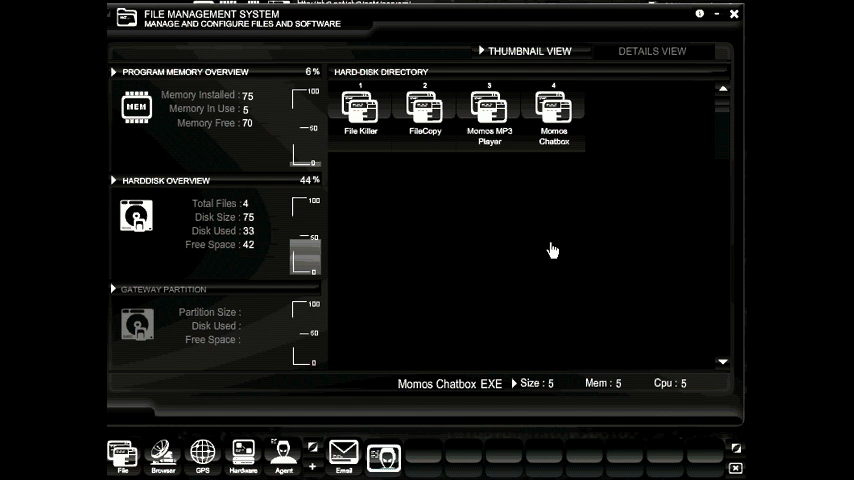 FILE MANAGEMENT SYSTEM
MANAGE AND CONFIGURE FILES AND SOFTWARE
THUMBNAIL VIEW
DETAILS VIEW
PROGRAM MEMORY OVERVIEW 6 %
MEM
Memory Installed : 75
Memory In Use : 5
Memory Free : 70
100
50
0
HARDDISK OVERVIEW 44 %
Total Files : 4
Disk Size : 75
Disk Used : 33
Free Space : 42
100
50
0
GATEWAY PARTITION
Partition Size :
Disk Used :
Free Space :
100
50
0
HARD-DISK DIRECTORY
1
File Killer
2
FileCopy
3
Momos MP3
Player
4
Momos
Chatbox
Momos Chatbox EXE Size : 5 Mem : 5 Cpu : 5
File
Browser
GPS
Hardware
Agent
Email